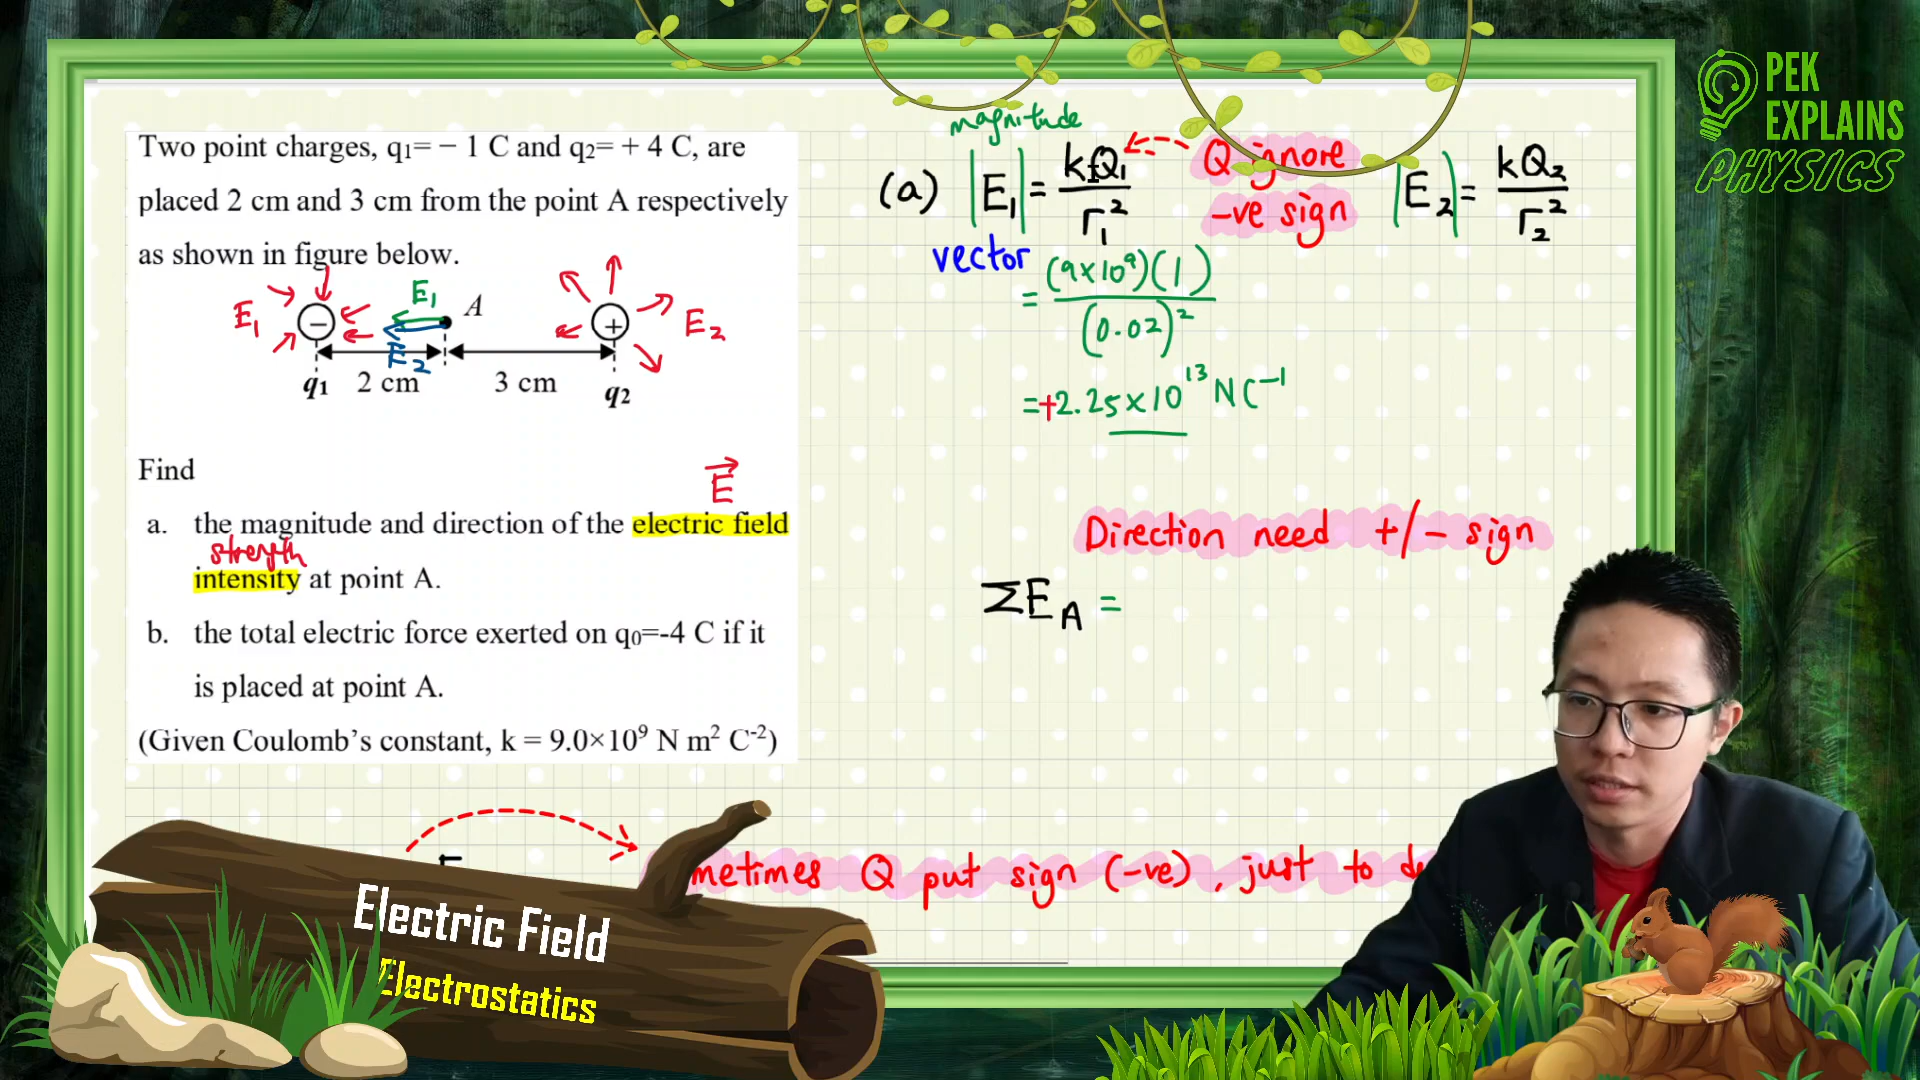 PEK
EXPLAINS
PHYSICS
Two point charges, q1= − 1 C and q2= + 4 C, are
placed 2 cm and 3 cm from the point A respectively
as shown in figure below.
E1
E1
A
E2
E2
−
+
q1
2 cm
3 cm
q2
Find
E
a. the magnitude and direction of the electric field
strength
intensity at point A.
b. the total electric force exerted on q0=-4 C if it
is placed at point A.
(Given Coulomb’s constant, k = 9.0×10⁹ N m² C⁻²)
magnitude
(a) |E1| = kQ1 / r1²
Q ignore
-ve sign
|E2| = kQ2 / r2²
vector
= (9x10⁹)(1) / (0.02)²
= +2.25x10¹³ NC⁻¹
Direction need +/- sign
ΣE_A =
metimes Q put sign (-ve), just to
Electric Field
Electrostatics